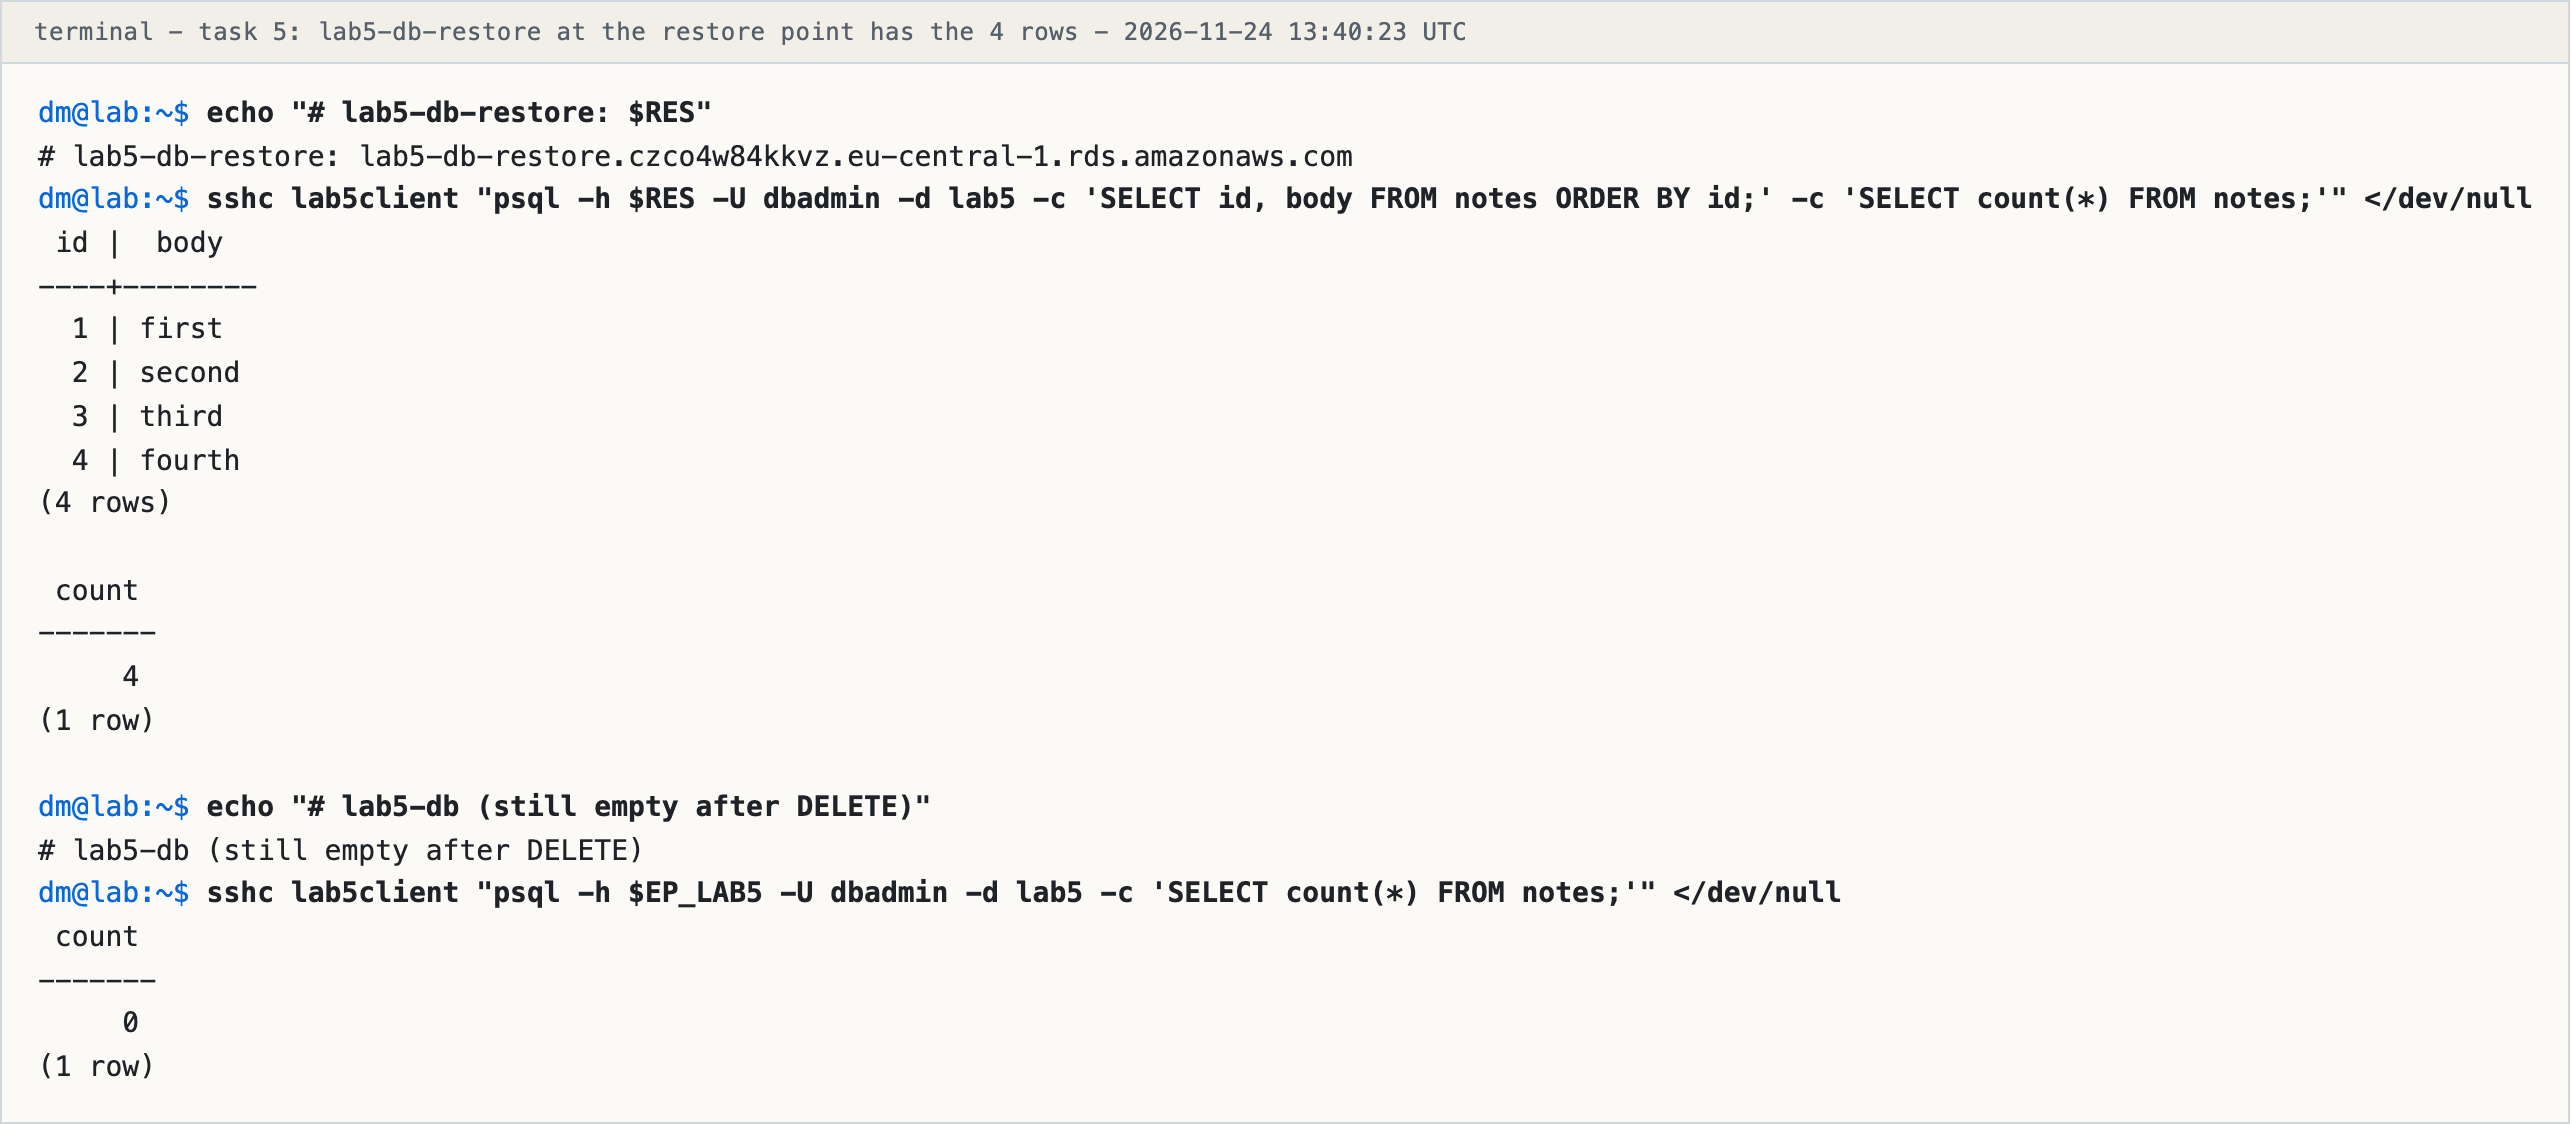 terminal - task 5: lab5-db-restore at the restore point has the 4 rows - 2026-11-24 13:40:23 UTC
dm@lab:~$ echo "# lab5-db-restore: $RES"
# lab5-db-restore: lab5-db-restore.czco4w84kkvz.eu-central-1.rds.amazonaws.com
dm@lab:~$ sshc lab5client "psql -h $RES -U dbadmin -d lab5 -c 'SELECT id, body FROM notes ORDER BY id;' -c 'SELECT count(*) FROM notes;'" </dev/null
 id |  body
----+--------
  1 | first
  2 | second
  3 | third
  4 | fourth
(4 rows)

 count
-------
     4
(1 row)

dm@lab:~$ echo "# lab5-db (still empty after DELETE)"
# lab5-db (still empty after DELETE)
dm@lab:~$ sshc lab5client "psql -h $EP_LAB5 -U dbadmin -d lab5 -c 'SELECT count(*) FROM notes;'" </dev/null
 count
-------
     0
(1 row)